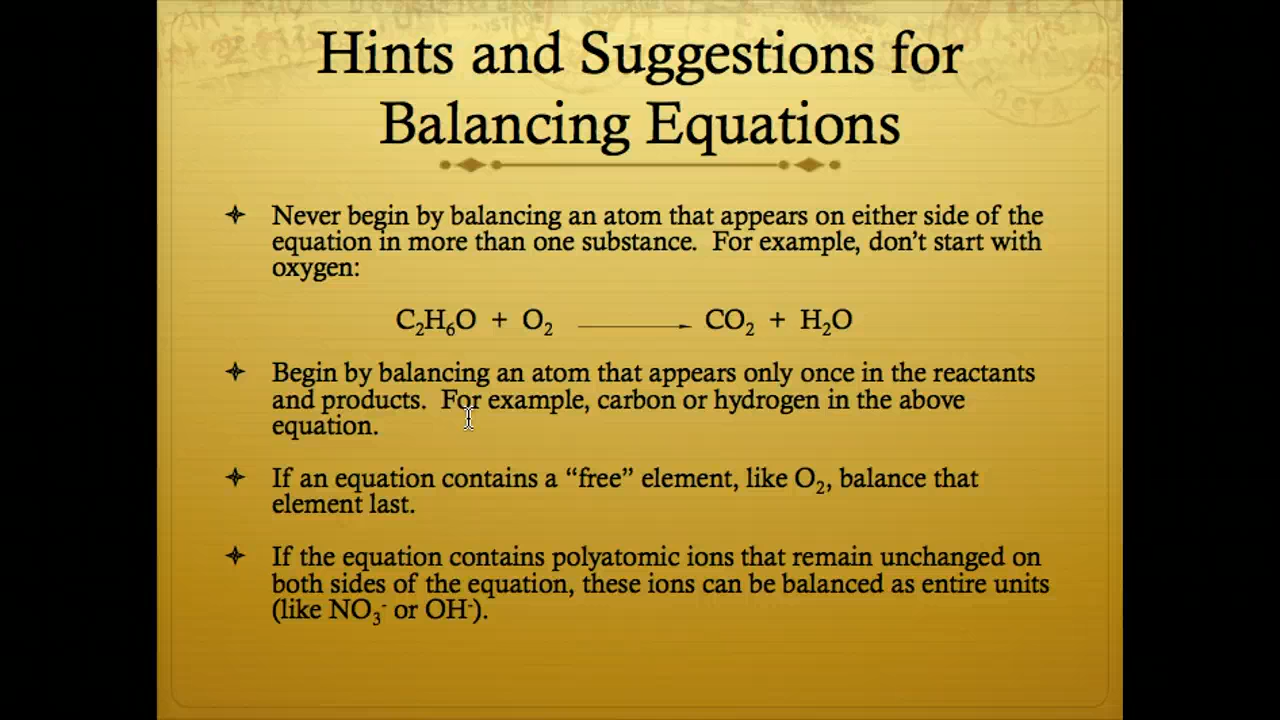 Hints and Suggestions for
Balancing Equations
Never begin by balancing an atom that appears on either side of the
equation in more than one substance.  For example, don’t start with
oxygen:
C₂H₆O + O₂ → CO₂ + H₂O
Begin by balancing an atom that appears only once in the reactants
and products.  For example, carbon or hydrogen in the above
equation.
If an equation contains a “free” element, like O₂, balance that
element last.
If the equation contains polyatomic ions that remain unchanged on
both sides of the equation, these ions can be balanced as entire units
(like NO₃⁻ or OH⁻).